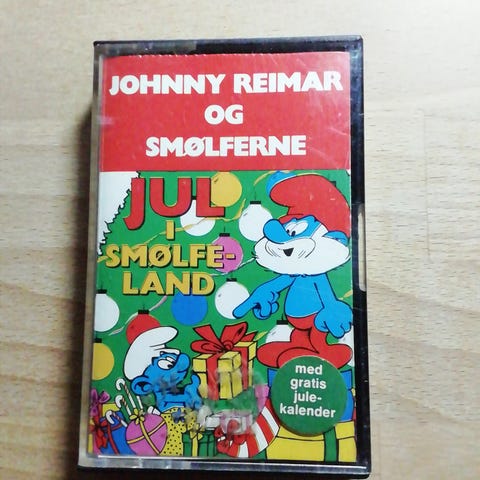 JOHNNY REIMAR
OG
SMØLFERNE
JUL
I
SMØLFE-
LAND
med
gratis
jule-
kalender